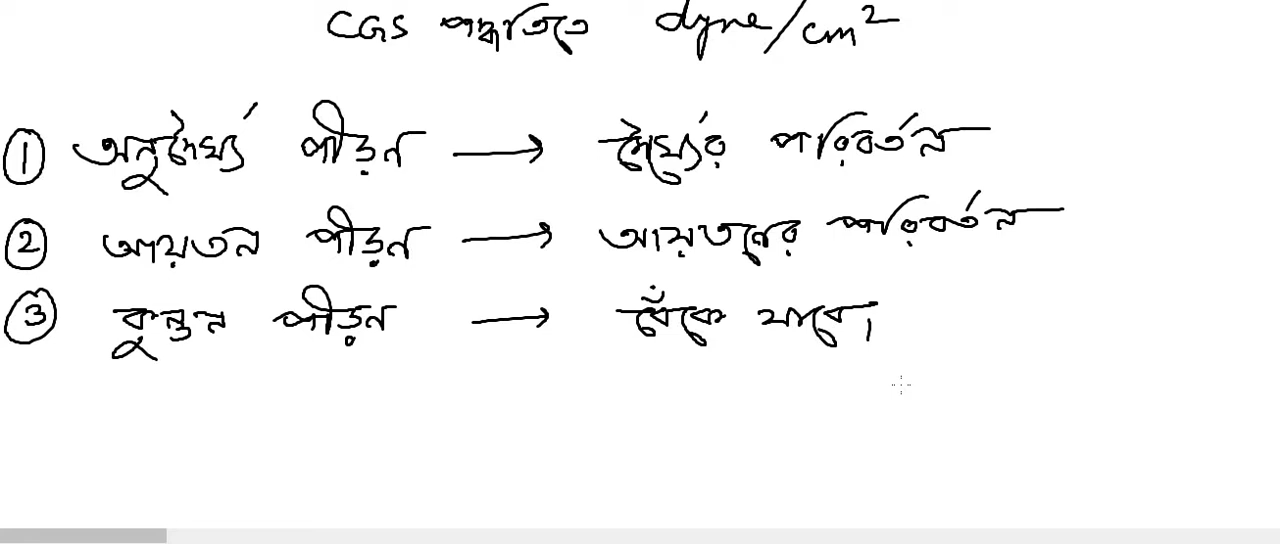 CGS পদ্ধতিতে dyne/cm²
① অনুদৈর্ঘ্য পীড়ন → দৈর্ঘ্যের পরিবর্তন
② আয়তন পীড়ন → আয়তনের পরিবর্তন
③ কৃন্তন পীড়ন → বেঁকে যাবে।